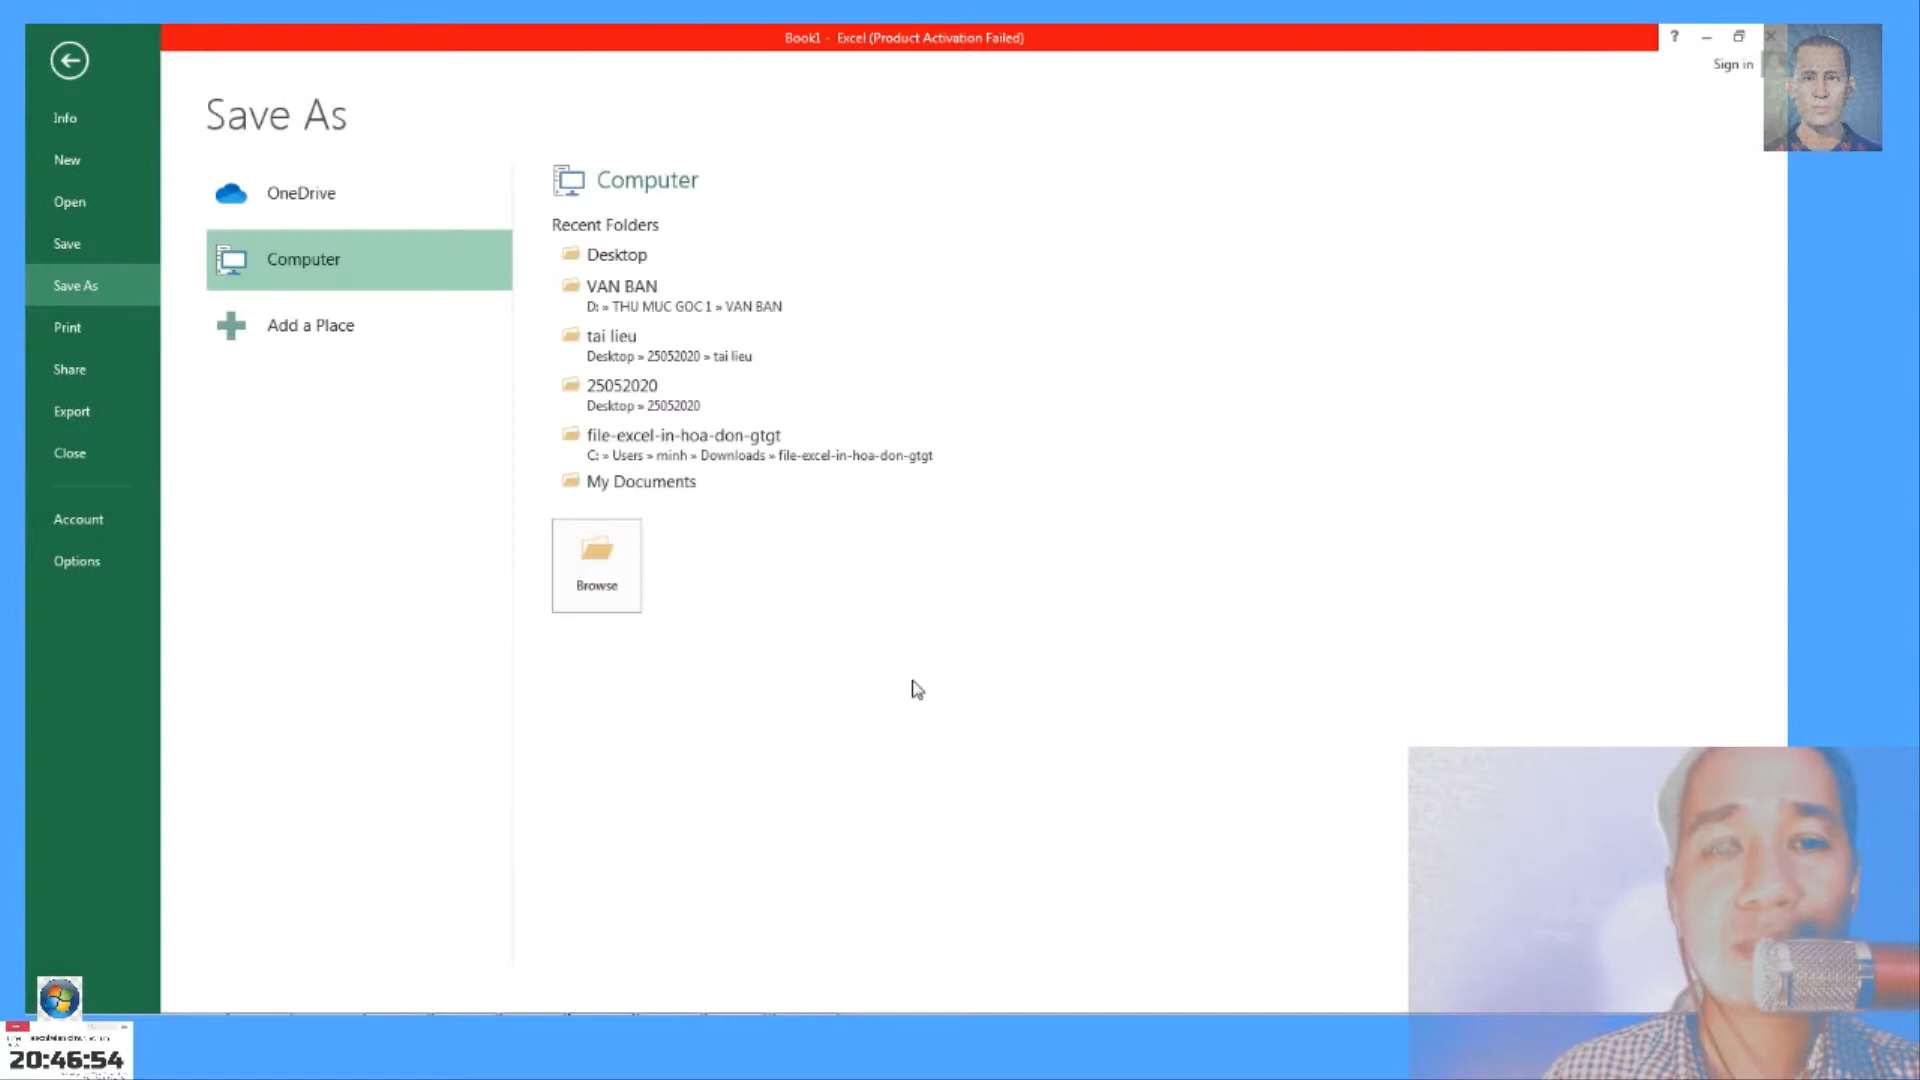 Book1 - Excel (Product Activation Failed)
?
Sign in
Info
New
Open
Save
Save As
Print
Share
Export
Close
Account
Options
Save As
OneDrive
Computer
Add a Place
Computer
Recent Folders
Desktop
VAN BAN
D: » THU MUC GOC 1 » VAN BAN
tai lieu
Desktop » 25052020 » tai lieu
25052020
Desktop » 25052020
file-excel-in-hoa-don-gtgt
C: » Users » minh » Downloads » file-excel-in-hoa-don-gtgt
My Documents
Browse
20:46:54